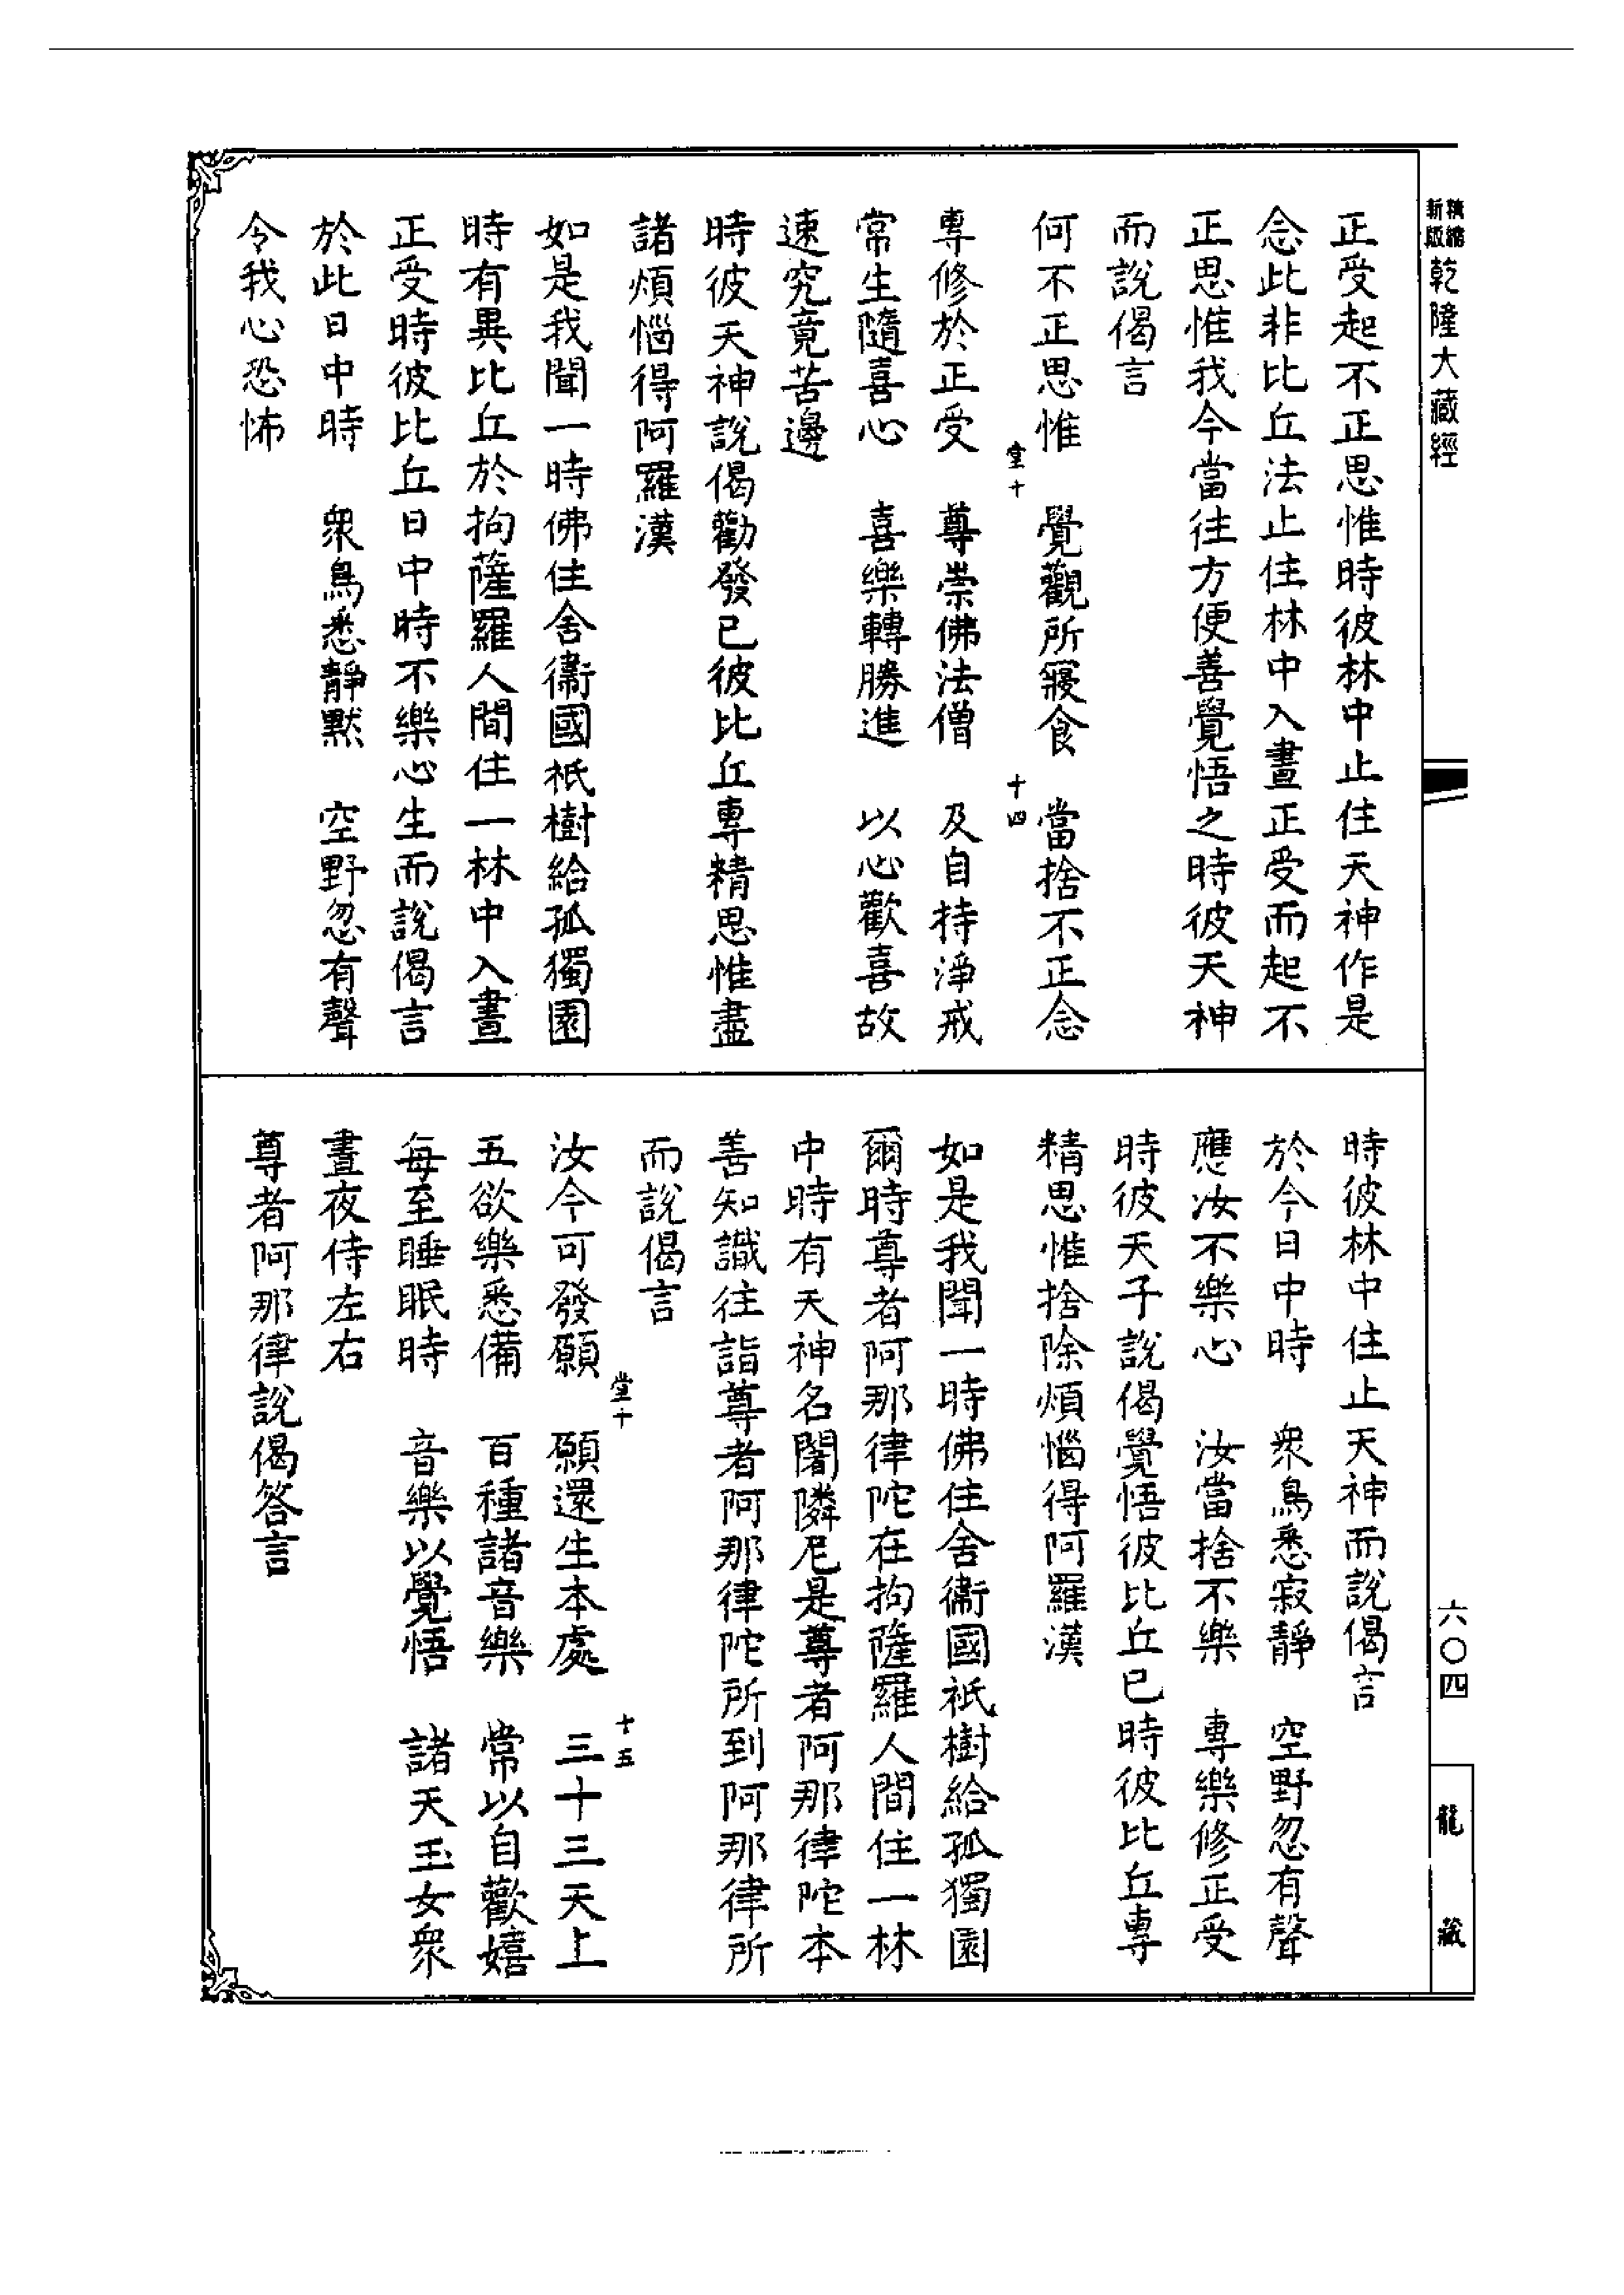 新版
精縮
乾隆大藏經
正受起不正思惟時彼林中止住天神作是
念此非比丘法止住林中入晝正受而起不
正思惟我今當往方便善覺悟之時彼天神
而說偈言
何不正思惟　覺觀所寢食　當捨不正念
堂十　十四
專修於正受　尊崇佛法僧　及自持淨戒
常生隨喜心　喜樂轉勝進　以心歡喜故
速究竟苦邊
時彼天神說偈勸發已彼比丘專精思惟盡
諸煩惱得阿羅漢
如是我聞一時佛住舍衞國祇樹給孤獨園
時有異比丘於拘薩羅人間住一林中入晝
正受時彼比丘日中時不樂心生而說偈言
於此日中時　衆鳥悉靜默　空野忽有聲
令我心恐怖
時彼林中住止天神而說偈言
於今日中時　衆鳥悉寂靜　空野忽有聲
應汝不樂心　汝當捨不樂　專樂修正受
時彼天子說偈覺悟彼比丘已時彼比丘專
精思惟捨除煩惱得阿羅漢
如是我聞一時佛住舍衞國祇樹給孤獨園
爾時尊者阿那律陀在拘薩羅人間住一林
中時有天神名闍隣尼是尊者阿那律陀本
善知識往詣尊者阿那律陀所到阿那律所
而說偈言
堂十　十五
汝今可發願　願還生本處　三十三天上
五欲樂悉備　百種諸音樂　常以自歡嬉
每至睡眠時　音樂以覺悟　諸天玉女衆
晝夜侍左右
尊者阿那律說偈答言
六〇四
龍藏